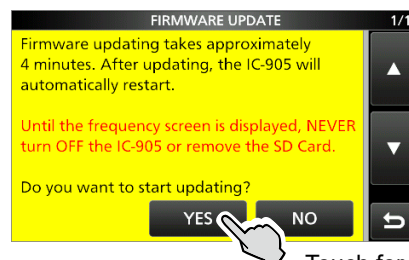 FIRMWARE UPDATE 1/1
Firmware updating takes approximately
4 minutes. After updating, the IC-905 will
automatically restart.
Until the frequency screen is displayed, NEVER
turn OFF the IC-905 or remove the SD Card.
Do you want to start updating?
YES NO
Touch for